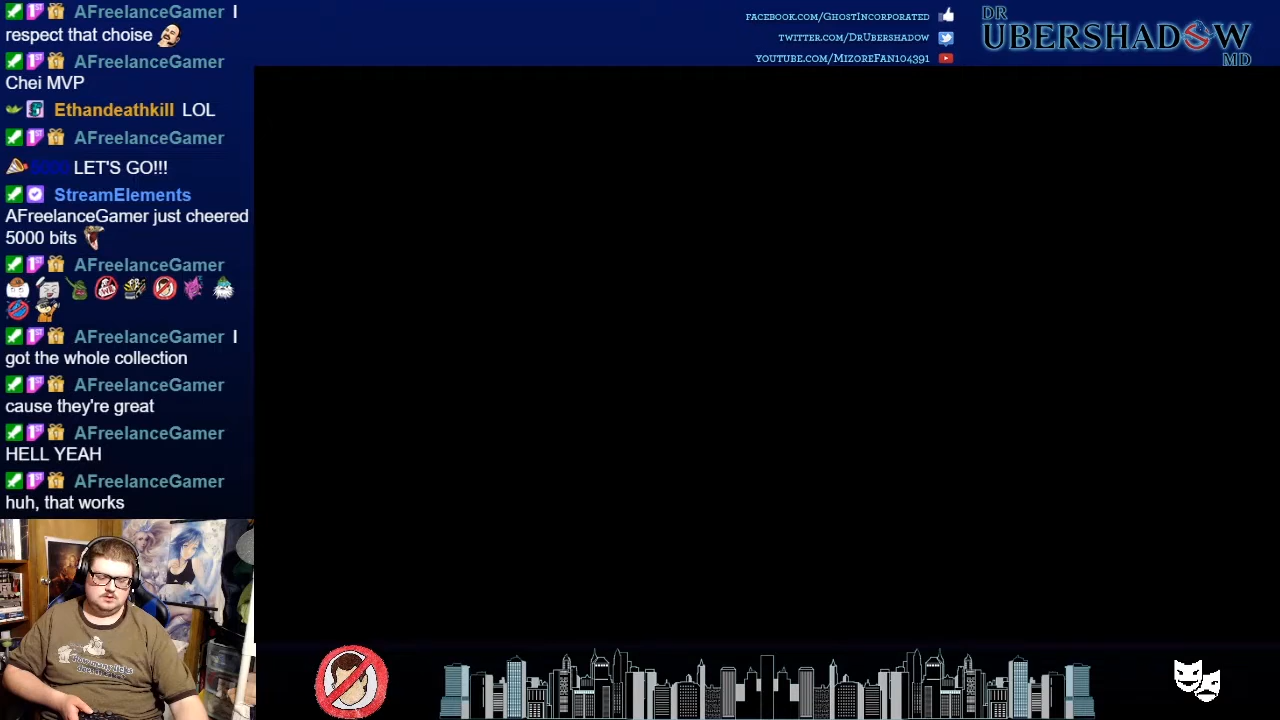 AFreelanceGamer I
respect that choise
AFreelanceGamer
Chei MVP
Ethandeathkill LOL
AFreelanceGamer
5000 LET'S GO!!!
StreamElements
AFreelanceGamer just cheered
5000 bits
AFreelanceGamer
AFreelanceGamer I
got the whole collection
AFreelanceGamer
cause they're great
AFreelanceGamer
HELL YEAH
AFreelanceGamer
huh, that works
facebook.com/GhostIncorporated
twitter.com/DrUbershadow
youtube.com/MizoreFan104391
DR
UBERSHADOW
MD